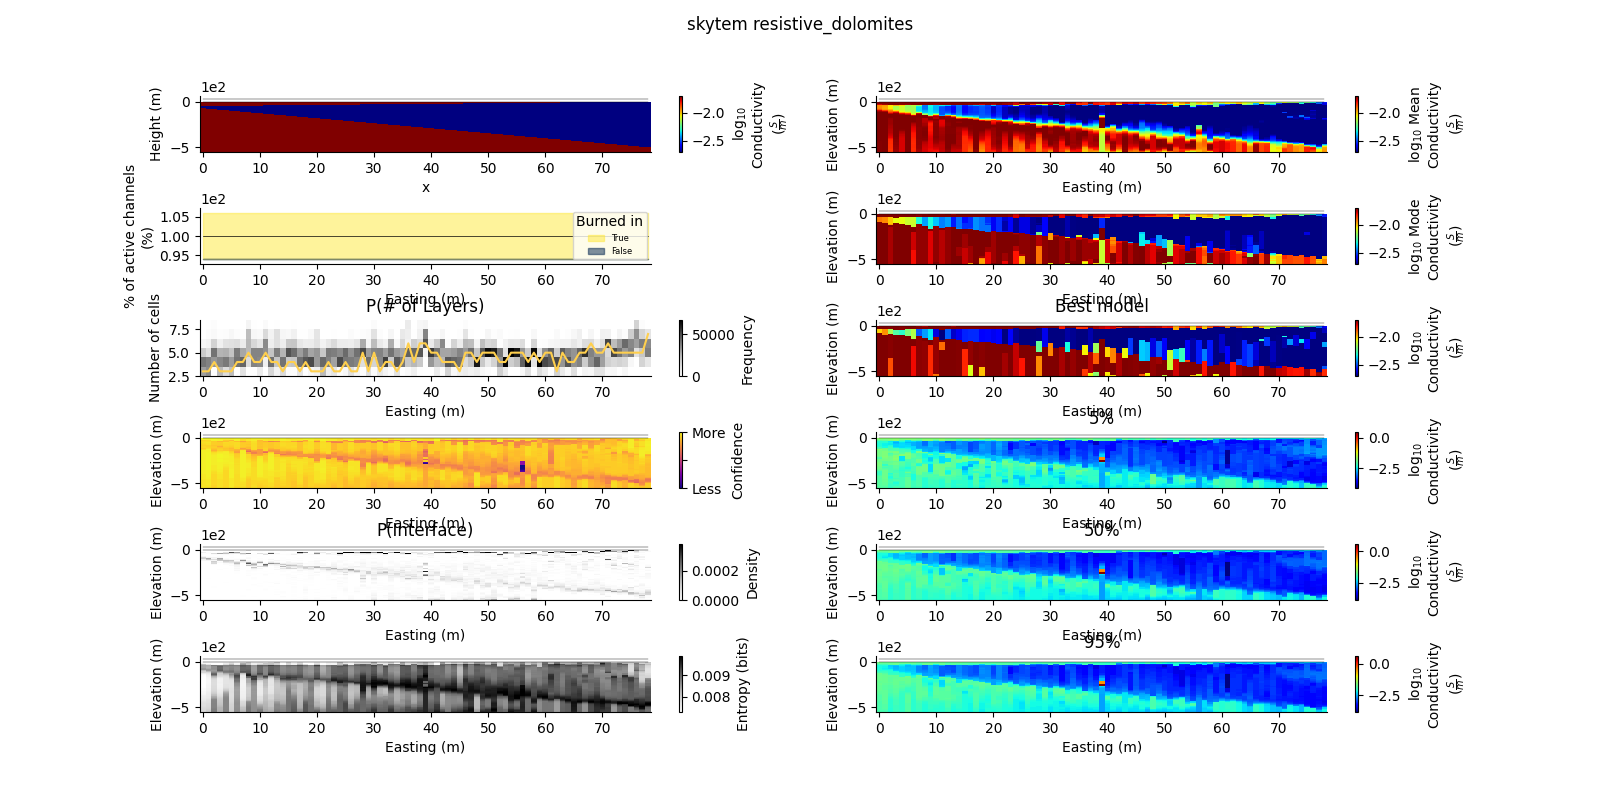 skytem resistive_dolomites
1e2
0
−5
Height (m)
0 10 20 30 40 50 60 70
x
−2.0
−2.5
log10
Conductivity
(S/m)
1e2
0
−5
Elevation (m)
0 10 20 30 40 50 60 70
Easting (m)
−2.0
−2.5
log10 Mean
Conductivity
(S/m)
1e2
1.05
1.00
0.95
% of active channels
(%)
Burned in
True
False
0 10 20 30 40 50 60 70
Easting (m)
1e2
0
−5
Elevation (m)
0 10 20 30 40 50 60 70
Easting (m)
−2.0
−2.5
log10 Mode
Conductivity
(S/m)
P(# of Layers)
7.5
5.0
2.5
Number of cells
0 10 20 30 40 50 60 70
Easting (m)
50000
0
Frequency
Best model
1e2
0
−5
Elevation (m)
0 10 20 30 40 50 60 70
Easting (m)
−2.0
−2.5
log10
Conductivity
(S/m)
1e2
0
−5
Elevation (m)
0 10 20 30 40 50 60 70
Easting (m)
More
Less
Confidence
5%
1e2
0
−5
Elevation (m)
0 10 20 30 40 50 60 70
Easting (m)
0.0
−2.5
log10
Conductivity
(S/m)
P(Interface)
1e2
0
−5
Elevation (m)
0 10 20 30 40 50 60 70
Easting (m)
0.0002
0.0000
Density
50%
1e2
0
−5
Elevation (m)
0 10 20 30 40 50 60 70
Easting (m)
0.0
−2.5
log10
Conductivity
(S/m)
1e2
0
−5
Elevation (m)
0 10 20 30 40 50 60 70
Easting (m)
0.009
0.008
Entropy (bits)
95%
1e2
0
−5
Elevation (m)
0 10 20 30 40 50 60 70
Easting (m)
0.0
−2.5
log10
Conductivity
(S/m)